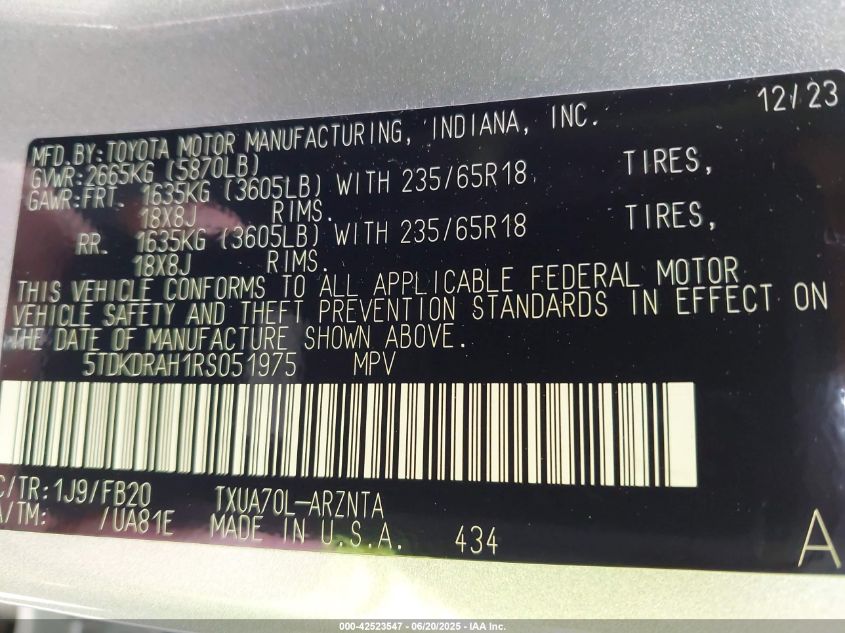 12/23
MFD.BY:TOYOTA MOTOR MANUFACTURING, INDIANA, INC.
GVWR:2665KG (5870LB)
GAWR:FRT. 1635KG (3605LB) WITH 235/65R18 TIRES,
18X8J RIMS.
RR. 1635KG (3605LB) WITH 235/65R18 TIRES,
18X8J RIMS.
THIS VEHICLE CONFORMS TO ALL APPLICABLE FEDERAL MOTOR
VEHICLE SAFETY AND THEFT PREVENTION STANDARDS IN EFFECT ON
THE DATE OF MANUFACTURE SHOWN ABOVE.
5TDKDRAH1RS051975 MPV
C/TR:1J9/FB20 TXUA70L-ARZNTA
A/TM: /UA81E MADE IN U.S.A. 434
A
000-42523547 - 06/20/2025 - IAA Inc.